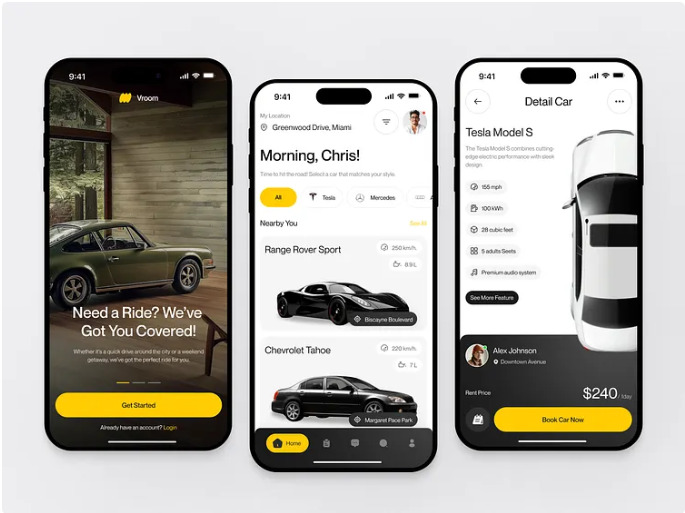 9:41
Vroom
Need a Ride? We've
Got You Covered!
Whether it's a quick drive around the city or a weekend
getaway, we've got the perfect ride for you.
Get Started
Already have an account? Login
9:41
My Location
Greenwood Drive, Miami
Morning, Chris!
Time to hit the road! Select a car that matches your style.
All
Tesla
Mercedes
Nearby You
See All
Range Rover Sport
250 km/h.
8.5 L
Biscayne Boulevard
Chevrolet Tahoe
220 km/h.
7 L
Margaret Pace Park
Home
9:41
Detail Car
Tesla Model S
The Tesla Model S combines cutting-
edge electric performance with sleek
design.
155 mph
100 kWh
28 cubic feet
5 adults Seats
Premium audio system
See More Feature
Alex Johnson
Downtown Avenue
Rent Price
$240 / day
Book Car Now